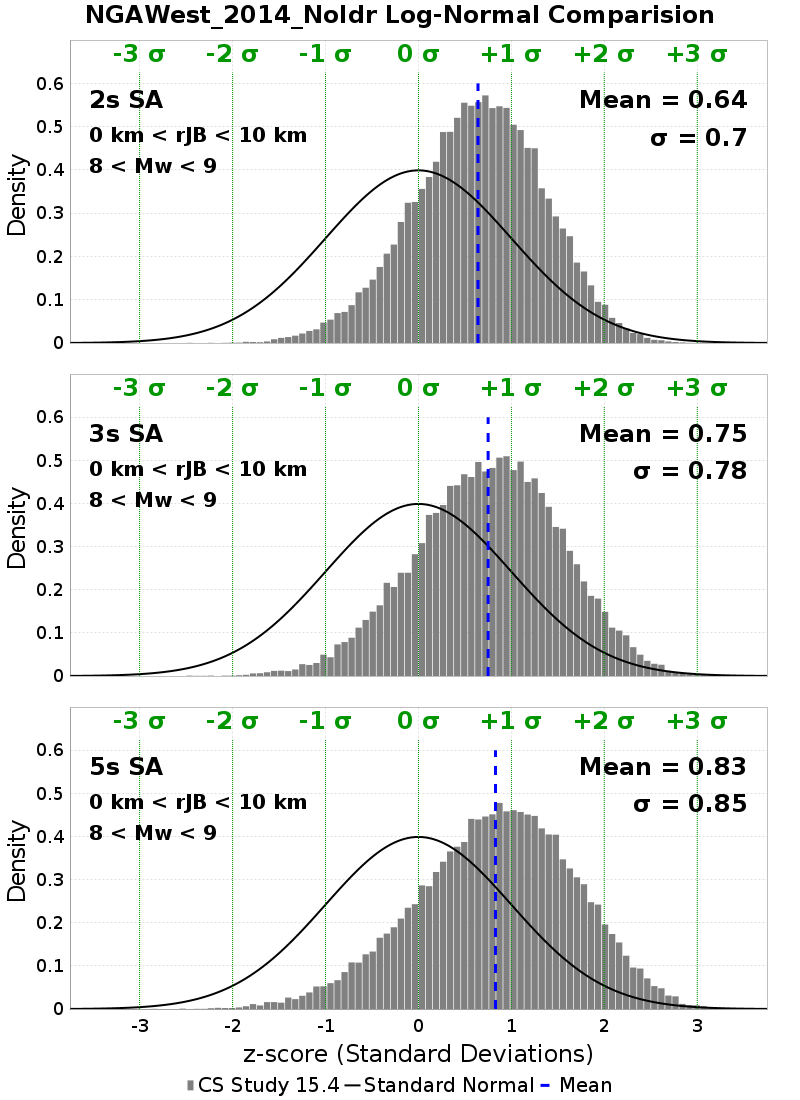 NGAWest_2014_NoIdr Log-Normal Comparision
-3 σ -2 σ -1 σ 0 σ +1 σ +2 σ +3 σ
0.6
2s SA Mean = 0.64
0.5
0 km < rJB < 10 km σ = 0.7
8 < Mw < 9
0.4
Density
0.3
0.2
0.1
0
-3 σ -2 σ -1 σ 0 σ +1 σ +2 σ +3 σ
0.6
3s SA Mean = 0.75
0.5
0 km < rJB < 10 km σ = 0.78
8 < Mw < 9
0.4
Density
0.3
0.2
0.1
0
-3 σ -2 σ -1 σ 0 σ +1 σ +2 σ +3 σ
0.6
5s SA Mean = 0.83
0.5
0 km < rJB < 10 km σ = 0.85
8 < Mw < 9
0.4
Density
0.3
0.2
0.1
0
-3 -2 -1 0 1 2 3
z-score (Standard Deviations)
CS Study 15.4 Standard Normal Mean